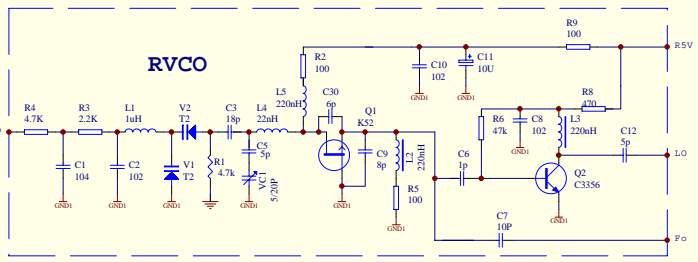 RVCO
R9
100
R5V
R2
100
C10
102
C11
10U
+
GND1
GND1
L5
220nH
C30
6p
R4
4.7K
R3
2.2K
L1
1uH
V2
T2
C3
18p
L4
22nH
Q1
K52
R6
47k
C8
102
GND1
L3
220nH
R8
470
C12
5p
LO
C1
104
C2
102
V1
T2
R1
4.7k
C5
5p
VC1
5/20P
C9
8p
L2
220nH
R5
100
C6
1p
Q2
C3356
GND1
GND1
GND1
GND1
GND1
GND1
GND1
C7
10P
Fo